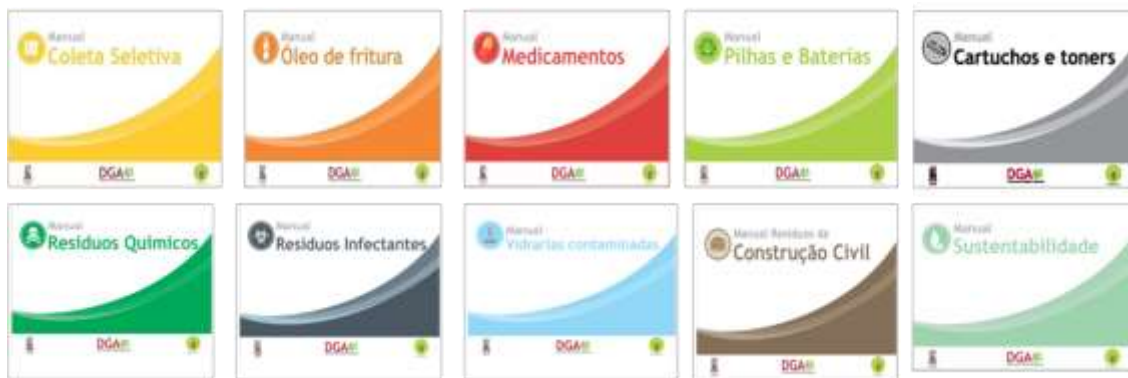 Manual
Coleta Seletiva
DGA
Manual
Óleo de fritura
DGA
Manual
Medicamentos
DGA
Manual
Pilhas e Baterias
DGA
Manual
Cartuchos e toners
DGA
Manual
Resíduos Químicos
DGA
Manual
Resíduos Infectantes
DGA
Manual
Vidrarias contaminadas
DGA
Manual Resíduos da
Construção Civil
DGA
Manual
Sustentabilidade
DGA